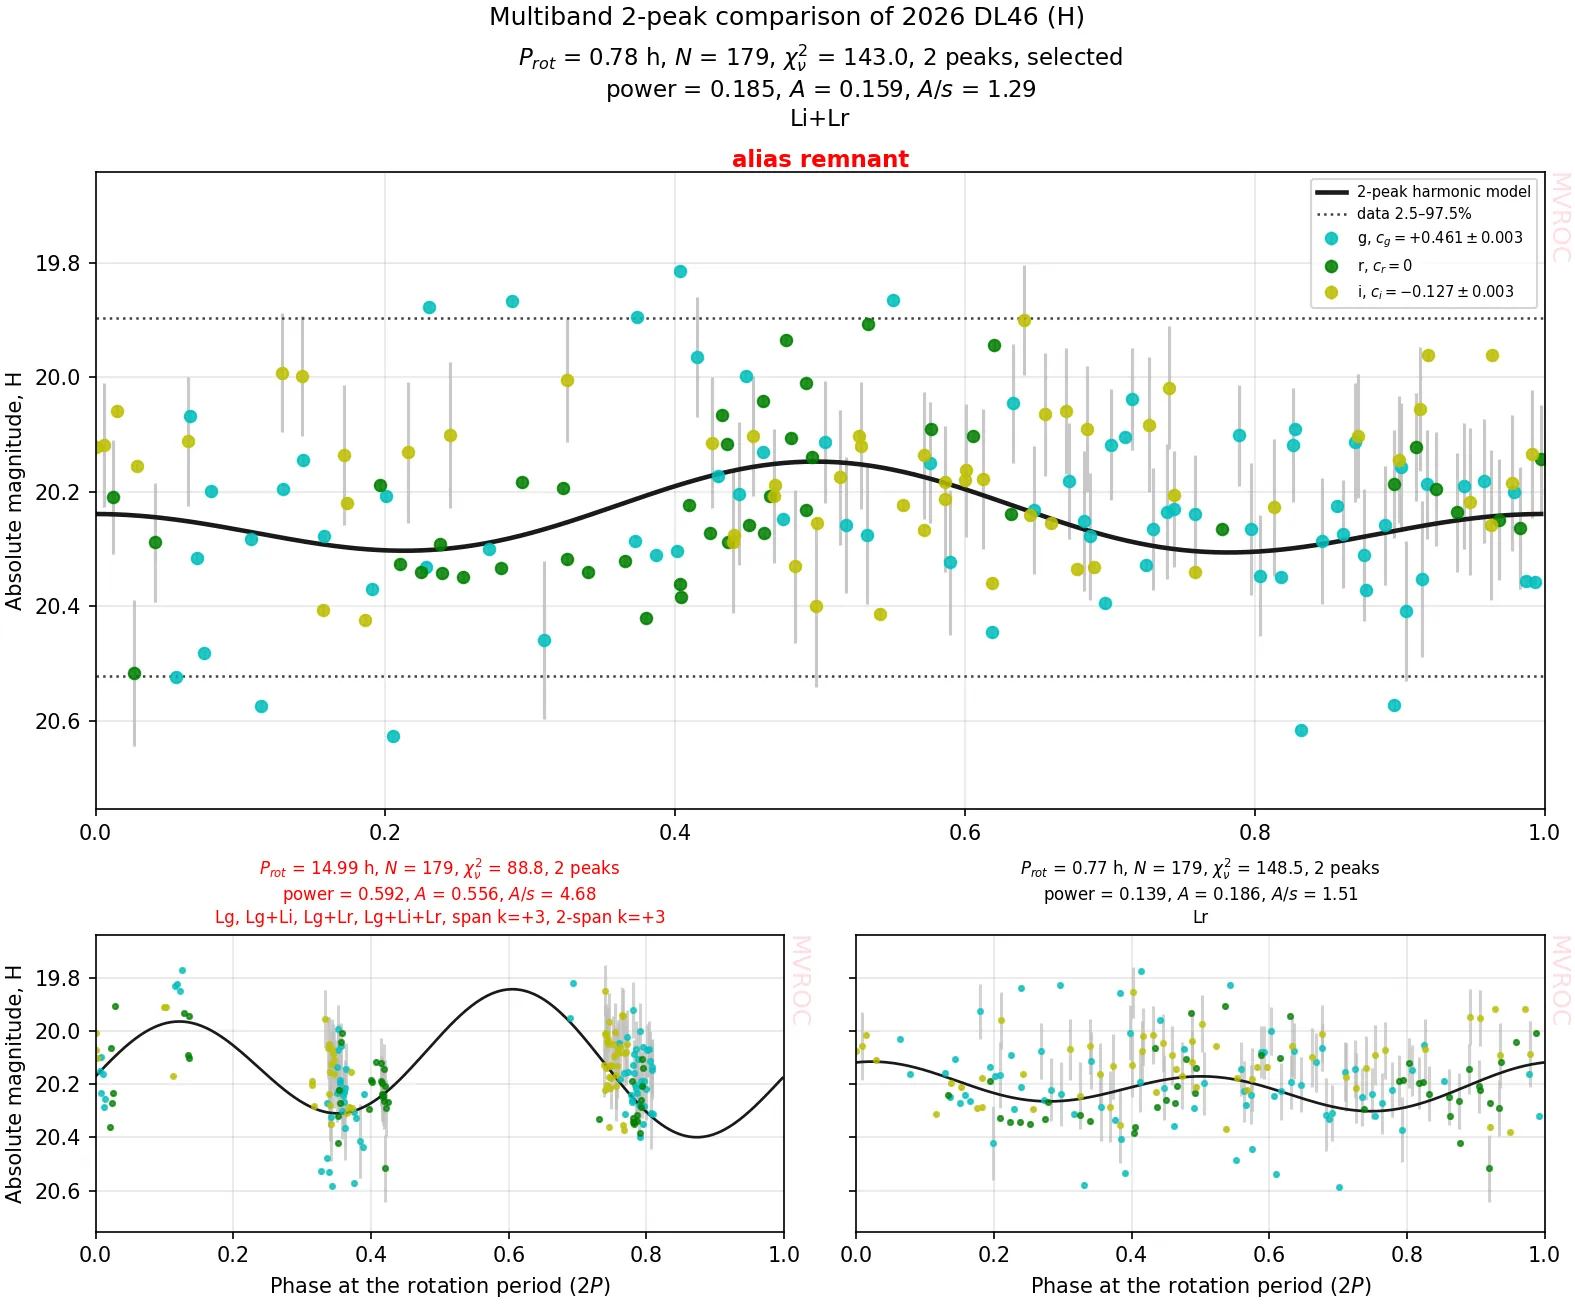 Multiband 2-peak comparison of 2026 DL46 (H)
P_rot = 0.78 h, N = 179, χ²_ν = 143.0, 2 peaks, selected
power = 0.185, A = 0.159, A/s = 1.29
Li+Lr
alias remnant
MVROC
2-peak harmonic model
data 2.5–97.5%
g, c_g = +0.461 ± 0.003
r, c_r = 0
i, c_i = −0.127 ± 0.003
Absolute magnitude, H
19.8
20.0
20.2
20.4
20.6
0.0 0.2 0.4 0.6 0.8 1.0
P_rot = 14.99 h, N = 179, χ²_ν = 88.8, 2 peaks
power = 0.592, A = 0.556, A/s = 4.68
Lg, Lg+Li, Lg+Lr, Lg+Li+Lr, span k=+3, 2-span k=+3
MVROC
Absolute magnitude, H
19.8
20.0
20.2
20.4
20.6
0.0 0.2 0.4 0.6 0.8 1.0
Phase at the rotation period (2P)
P_rot = 0.77 h, N = 179, χ²_ν = 148.5, 2 peaks
power = 0.139, A = 0.186, A/s = 1.51
Lr
MVROC
0.0 0.2 0.4 0.6 0.8 1.0
Phase at the rotation period (2P)